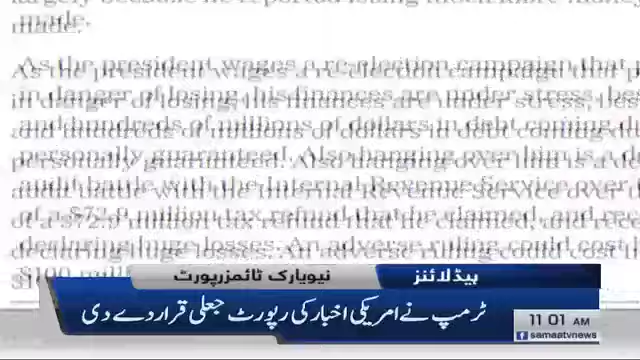 made.
As the president wages a re-election campaign that
in danger of losing, his finances are under stress,
and hundreds of millions of dollars in debt coming
personally guaranteed. Also hanging over him is a
audit battle with the Internal Revenue Service over
of a $72.9 million tax refund that he claimed, and
declaring huge losses. An adverse ruling could cost
$100
ہیڈلائنز
نیویارک ٹائمزرپورٹ
ٹرمپ نے امریکی اخبار کی رپورٹ جعلی قرار دے دی
11:01 AM
samaatvnews